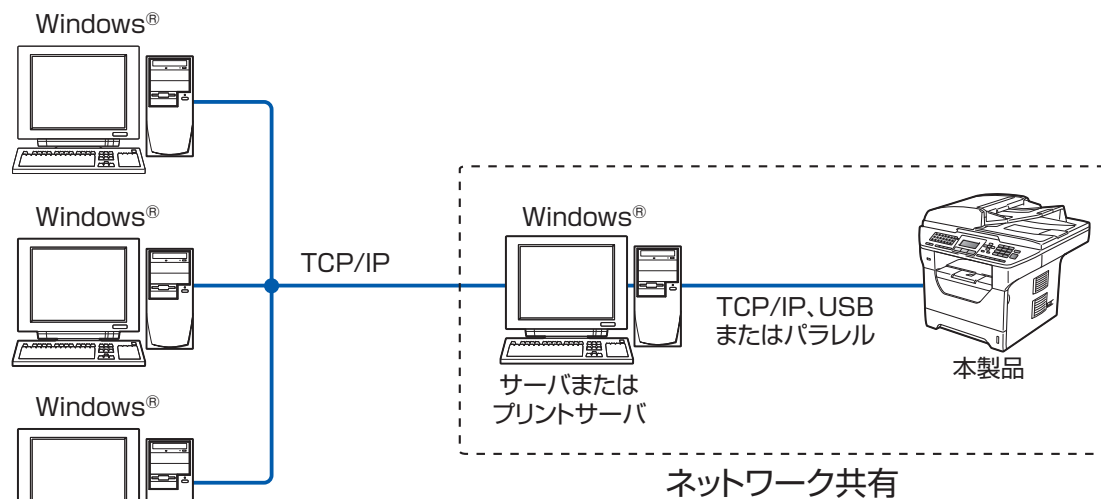 Windows®
Windows®
TCP/IP
Windows®
Windows®
サーバまたは
プリントサーバ
TCP/IP、USB
またはパラレル
本製品
ネットワーク共有